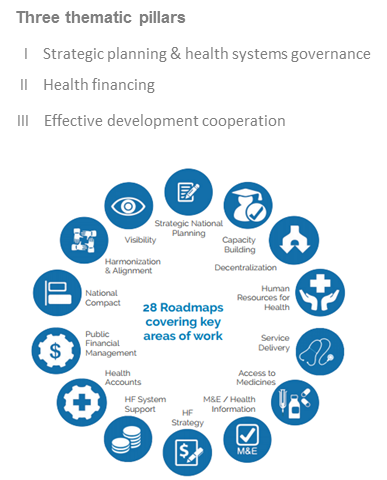 Three thematic pillars
I Strategic planning & health systems governance
II Health financing
III Effective development cooperation
Strategic National
Planning
Capacity
Building
Decentralization
Human
Resources for
Health
Service
Delivery
Access to
Medicines
M&E / Health
Information
M&E
HF
Strategy
$
HF System
Support
Health
Accounts
Public
Financial
Management
$
National
Compact
Harmonization
& Alignment
Visibility
28 Roadmaps
covering key
areas of work